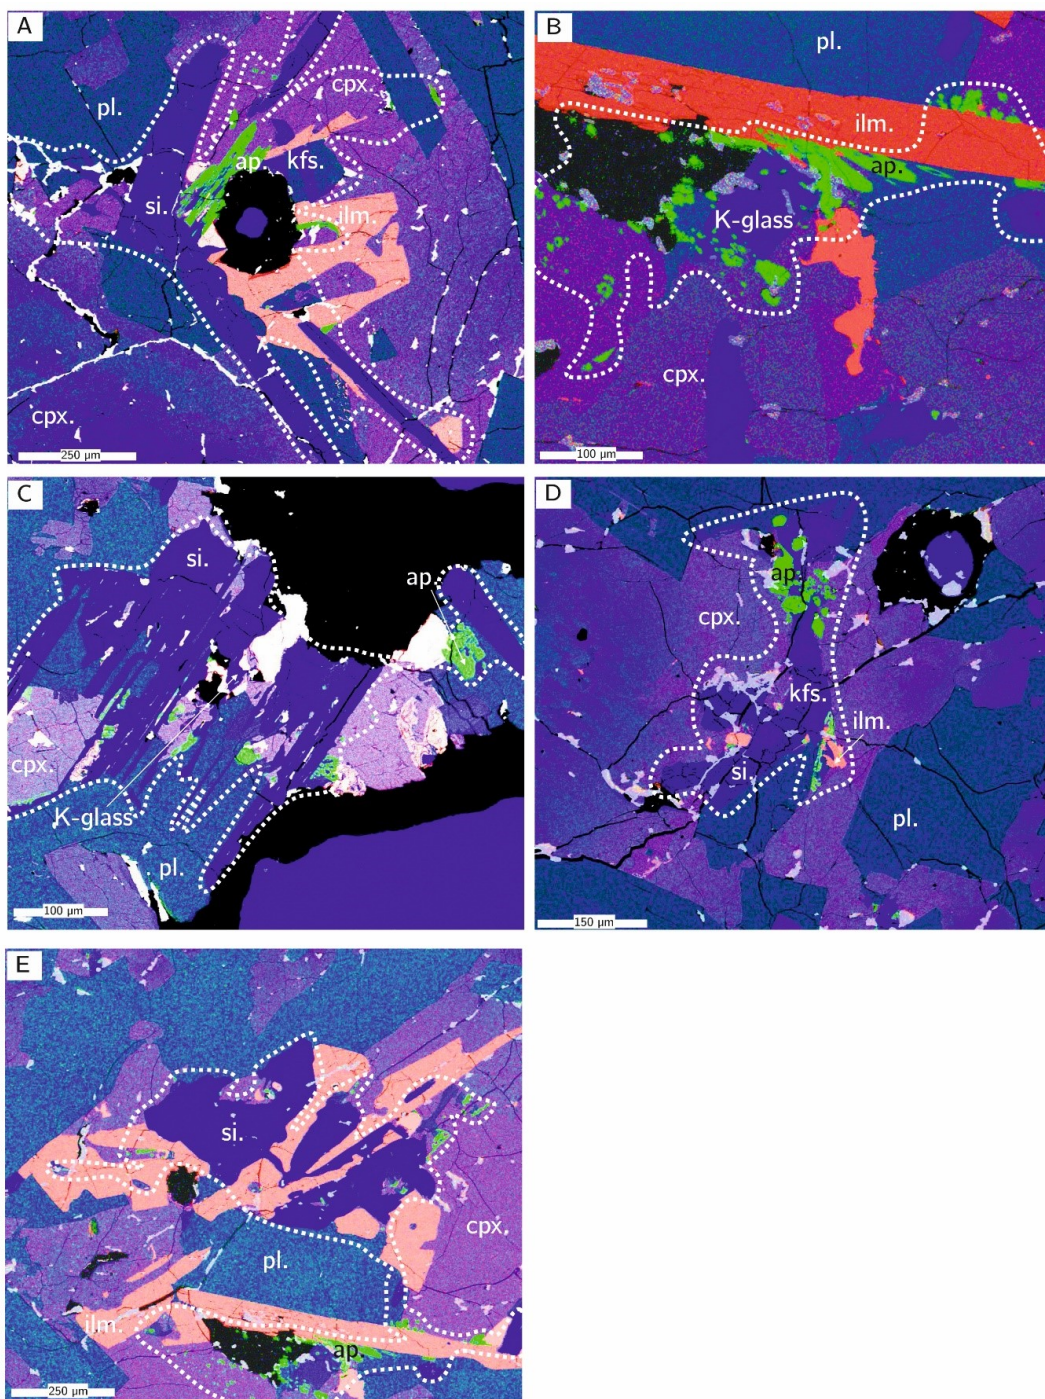 A
pl.
cpx.
ap.
kfs.
si.
ilm.
cpx.
250 µm
B
pl.
ilm.
ap.
K-glass
cpx.
100 µm
C
si.
ap.
cpx.
K-glass
pl.
100 µm
D
ap.
cpx.
kfs.
ilm.
si.
pl.
150 µm
E
si.
cpx.
pl.
ilm.
ap.
250 µm